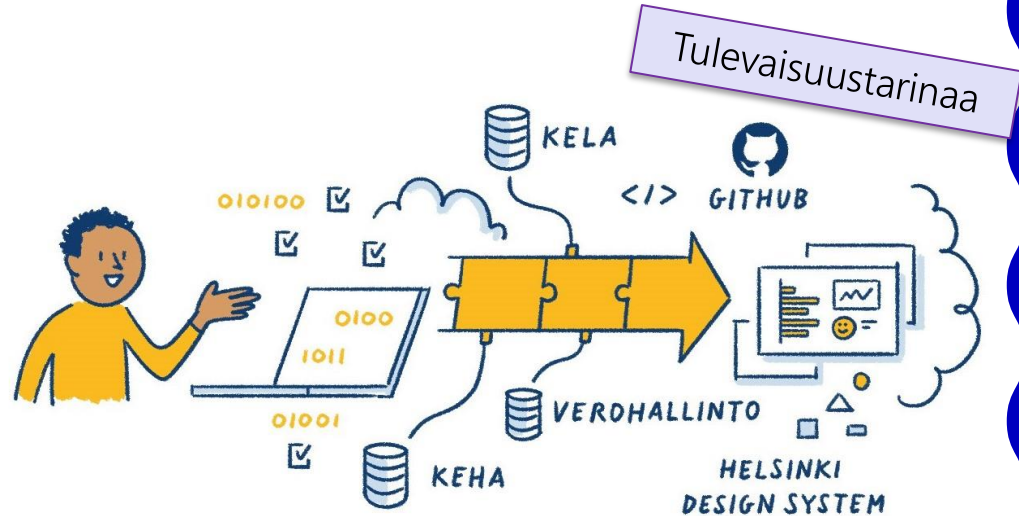 Tulevaisuustarinaa
KELA
</>
GITHUB
010100
0100
1011
01001
VEROHALLINTO
KEHA
HELSINKI
DESIGN SYSTEM